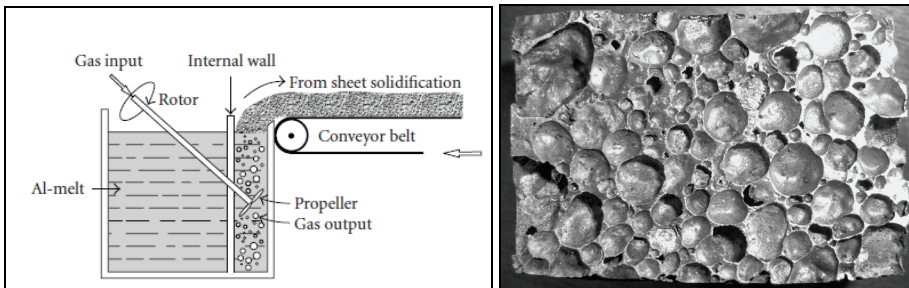 Gas input
Internal wall
From sheet solidification
Rotor
Conveyor belt
Al-melt
Propeller
Gas output